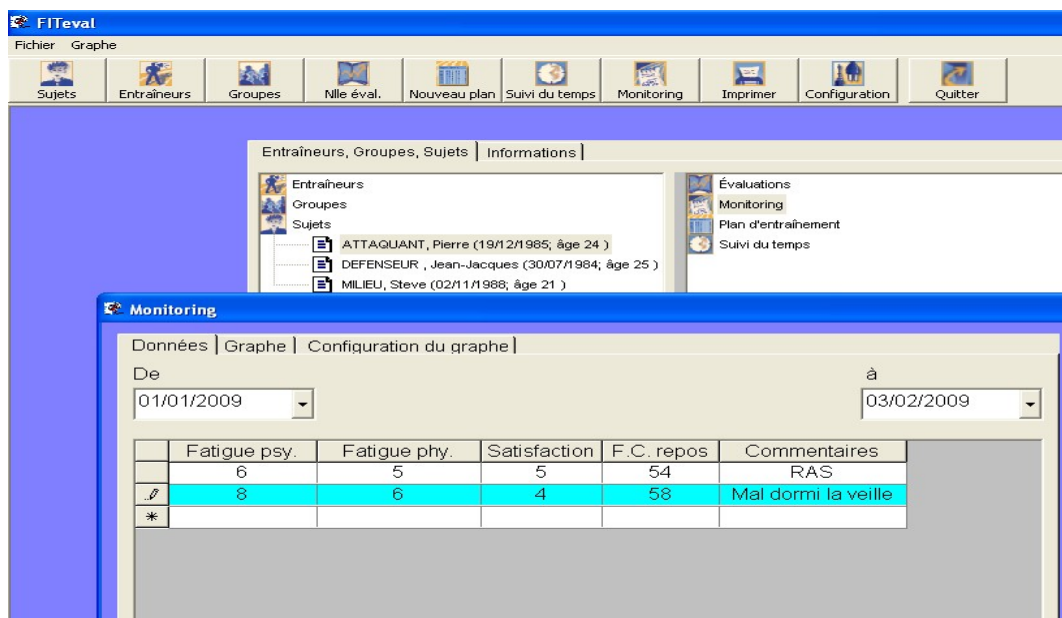 FITeval
Fichier Graphe
Sujets Entraîneurs Groupes Nlle éval. Nouveau plan Suivi du temps Monitoring Imprimer Configuration Quitter
Entraîneurs, Groupes, Sujets Informations
Entraîneurs
Groupes
Sujets
ATTAQUANT, Pierre (19/12/1985; âge 24 )
DEFENSEUR , Jean-Jacques (30/07/1984; âge 25 )
MILIEU, Steve (02/11/1988; âge 21 )
Évaluations
Monitoring
Plan d'entraînement
Suivi du temps
Monitoring
Données Graphe Configuration du graphe
De à
01/01/2009 03/02/2009
Fatigue psy. Fatigue phy. Satisfaction F.C. repos Commentaires
6 5 5 54 RAS
8 6 4 58 Mal dormi la veille